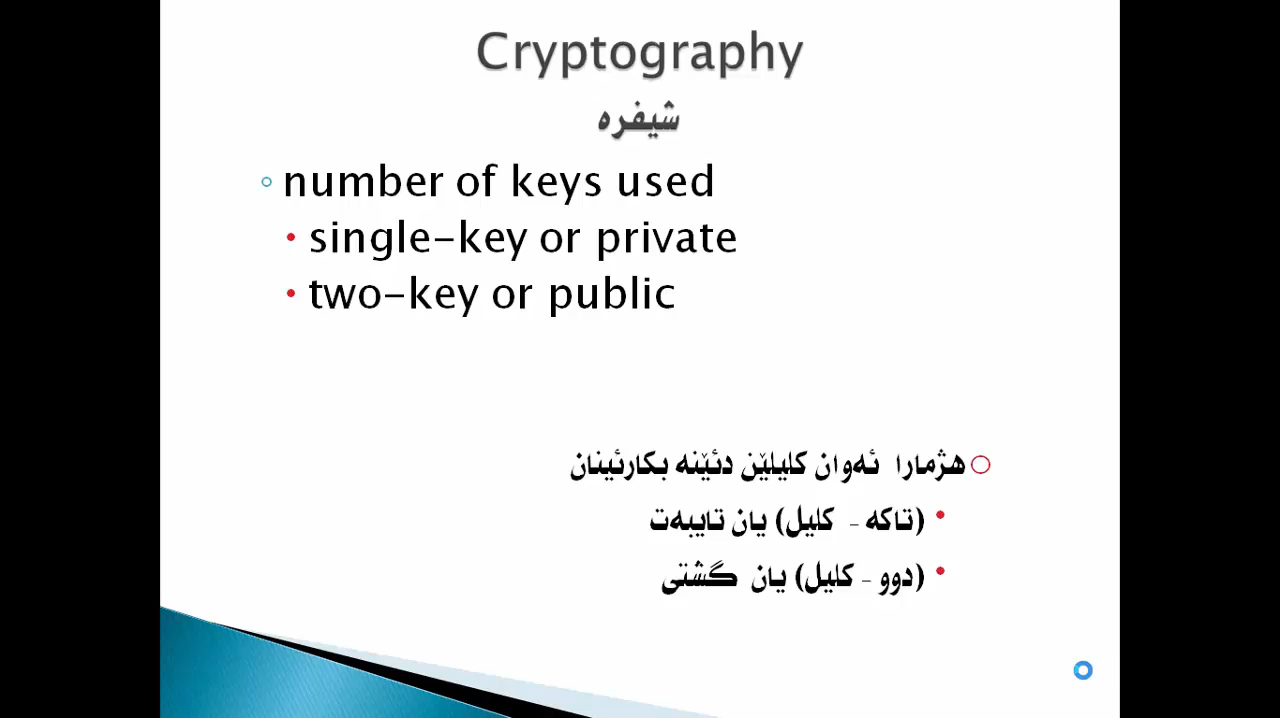 Cryptography
شیفرە
number of keys used
single-key or private
two-key or public
هژمارا ئەوان کلیلێن دئێنە بکارئینان
(تاکە - کلیل) یان تایبەت
(دوو - کلیل) یان گشتی